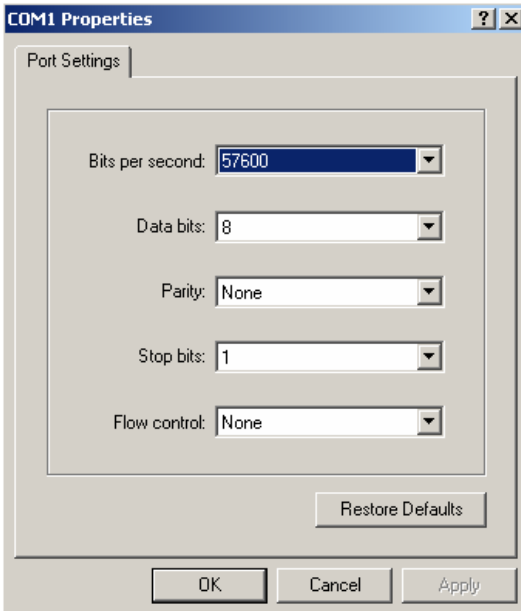 COM1 Properties
Port Settings
Bits per second: 57600
Data bits: 8
Parity: None
Stop bits: 1
Flow control: None
Restore Defaults
OK Cancel Apply